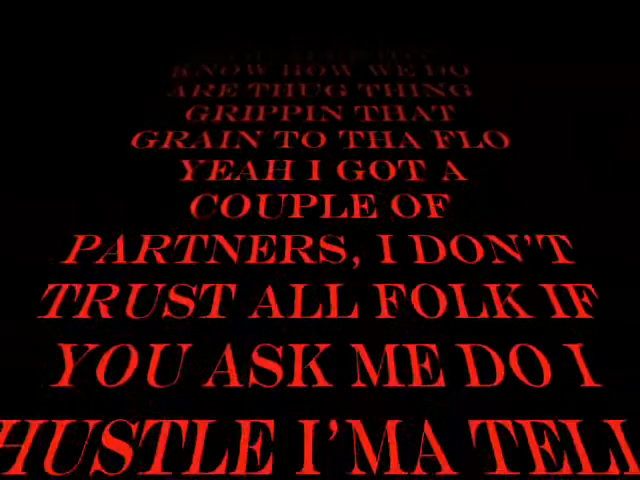 KNOW HOW WE DO
ARE THUG THING
GRIPPIN THAT
GRAIN TO THA FLO
YEAH I GOT A
COUPLE OF
PARTNERS, I DON'T
TRUST ALL FOLK IF
YOU ASK ME DO I
HUSTLE I'MA TELL